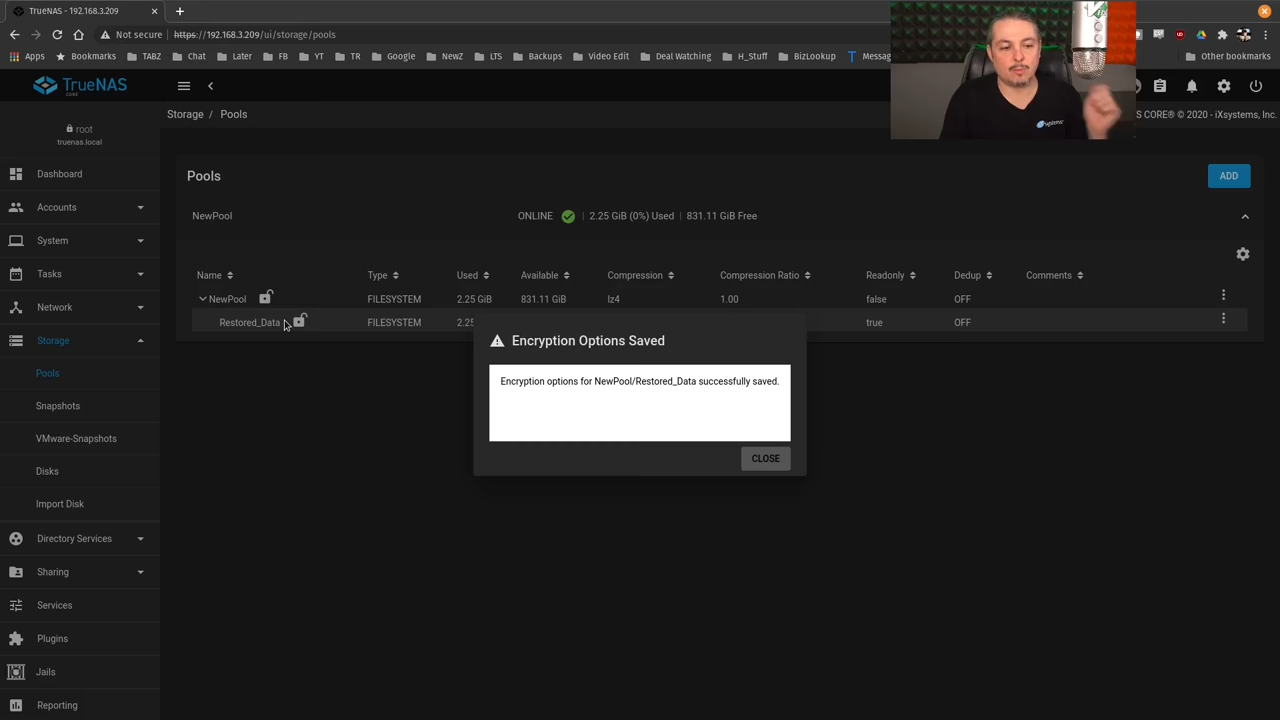 TrueNAS - 192.168.3.209
Not secure
https://192.168.3.209/ui/storage/pools
Apps
Bookmarks
TABZ
Chat
Later
FB
YT
TR
Google
NewZ
LTS
Backups
Video Edit
Deal Watching
H_Stuff
BizLookup
Messag
Other bookmarks
TrueNAS
CORE
root
truenas.local
Storage / Pools
S CORE® © 2020 - iXsystems, Inc.
Dashboard
Accounts
System
Tasks
Network
Storage
Pools
Snapshots
VMware-Snapshots
Disks
Import Disk
Directory Services
Sharing
Services
Plugins
Jails
Reporting
Pools
ADD
NewPool
ONLINE | 2.25 GiB (0%) Used | 831.11 GiB Free
Name Type Used Available Compression Compression Ratio Readonly Dedup Comments
NewPool FILESYSTEM 2.25 GiB 831.11 GiB lz4 1.00 false OFF
Restored_Data FILESYSTEM 2.25 true OFF
Encryption Options Saved
Encryption options for NewPool/Restored_Data successfully saved.
CLOSE